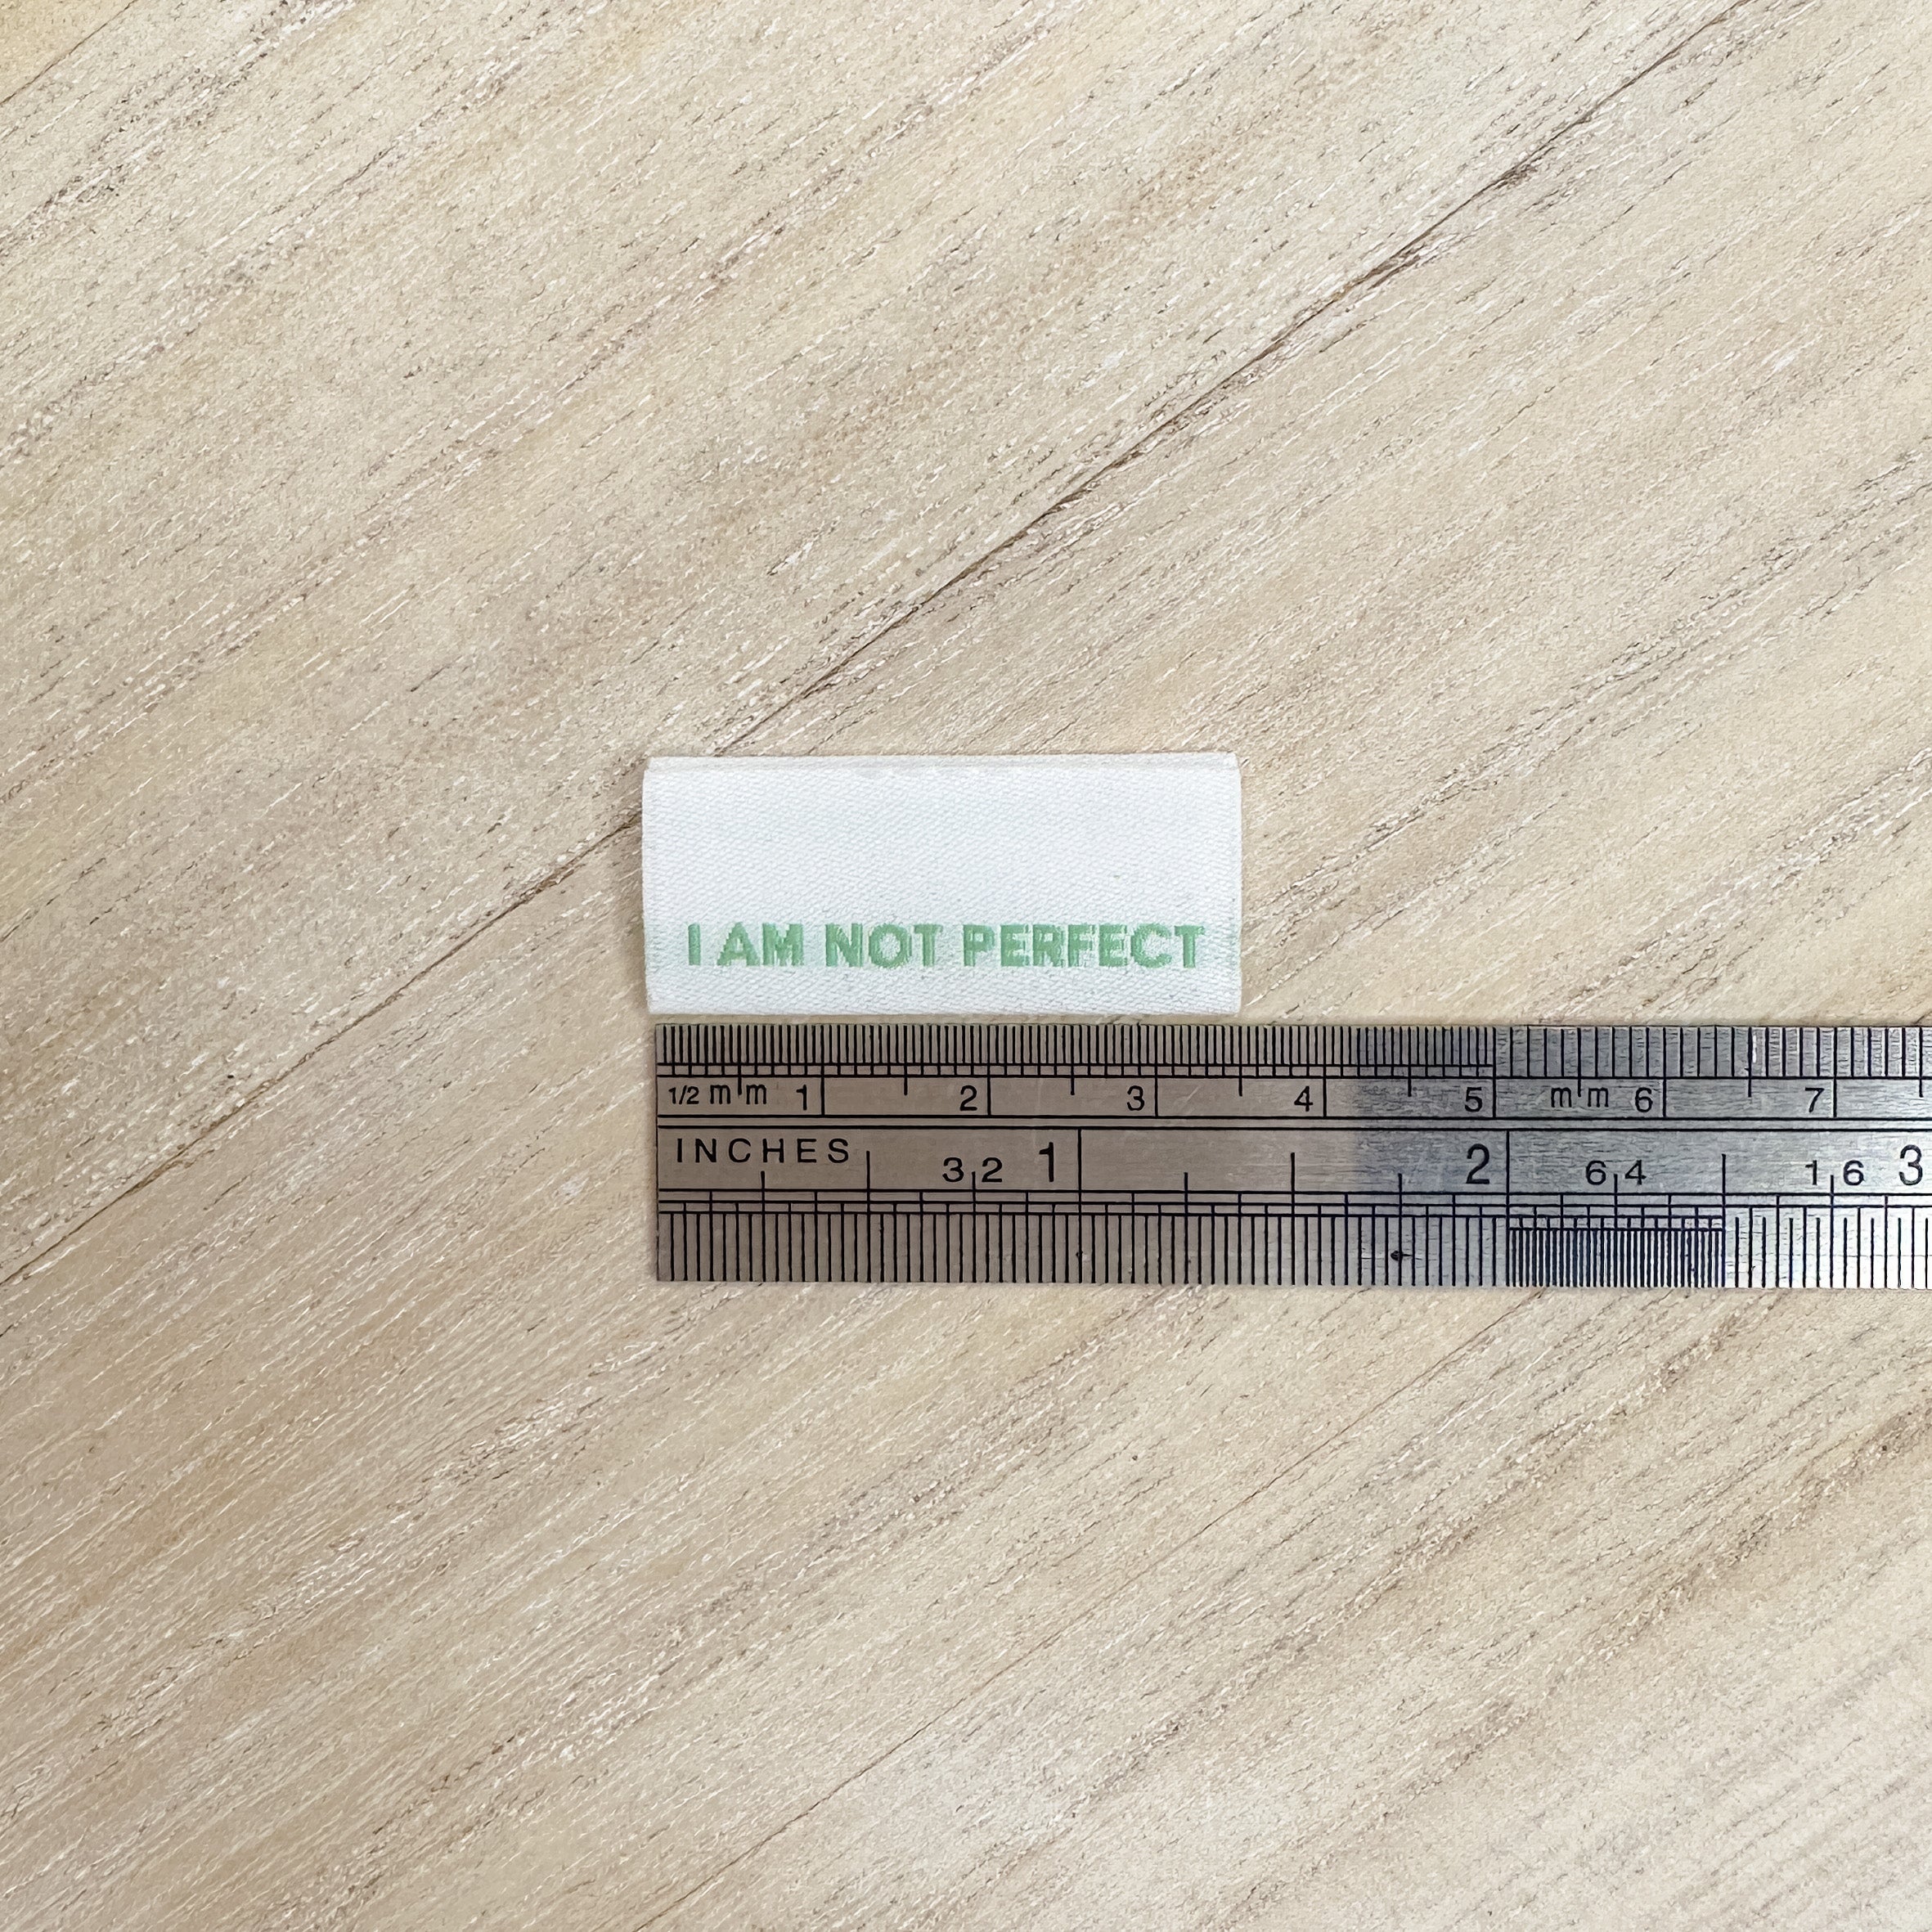 I AM NOT PERFECT
1/2 mm 1 2 3 4 5 mm 6 7
INCHES 32 1 2 64 16 3